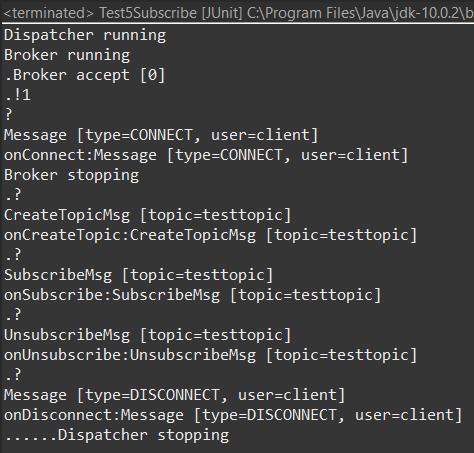 <terminated> Test5Subscribe [JUnit] C:\Program Files\Java\jdk-10.0.2\b
Dispatcher running
Broker running
.Broker accept [0]
.!1
?
Message [type=CONNECT, user=client]
onConnect:Message [type=CONNECT, user=client]
Broker stopping
.?
CreateTopicMsg [topic=testtopic]
onCreateTopic:CreateTopicMsg [topic=testtopic]
.?
SubscribeMsg [topic=testtopic]
onSubscribe:SubscribeMsg [topic=testtopic]
.?
UnsubscribeMsg [topic=testtopic]
onUnsubscribe:UnsubscribeMsg [topic=testtopic]
.?
Message [type=DISCONNECT, user=client]
onDisconnect:Message [type=DISCONNECT, user=client]
......Dispatcher stopping